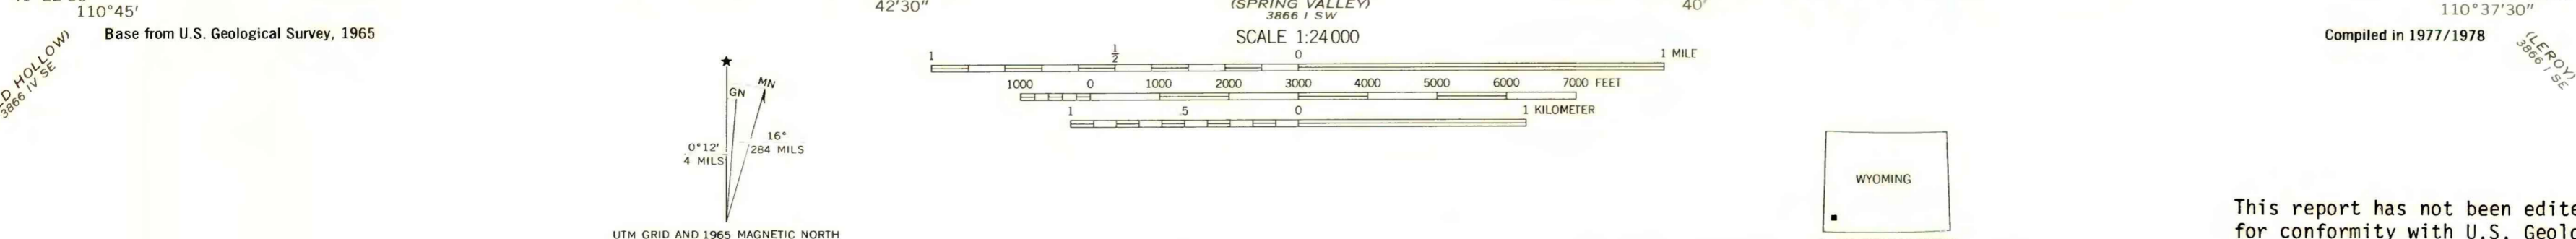 110°45′
42′30″
(SPRING VALLEY)
3866 I SW
40′
110°37′30″
D HOLLOW)
3866 IV SE
Base from U.S. Geological Survey, 1965
SCALE 1:24 000
Compiled in 1977/1978
(LEROY)
3866 I SE
1 ½ 0 1 MILE
1000 0 1000 2000 3000 4000 5000 6000 7000 FEET
1 .5 0 1 KILOMETER
★
GN MN
0°12′
4 MILS
16°
284 MILS
UTM GRID AND 1965 MAGNETIC NORTH
WYOMING
This report has not been edite
for conformity with U.S. Geolo